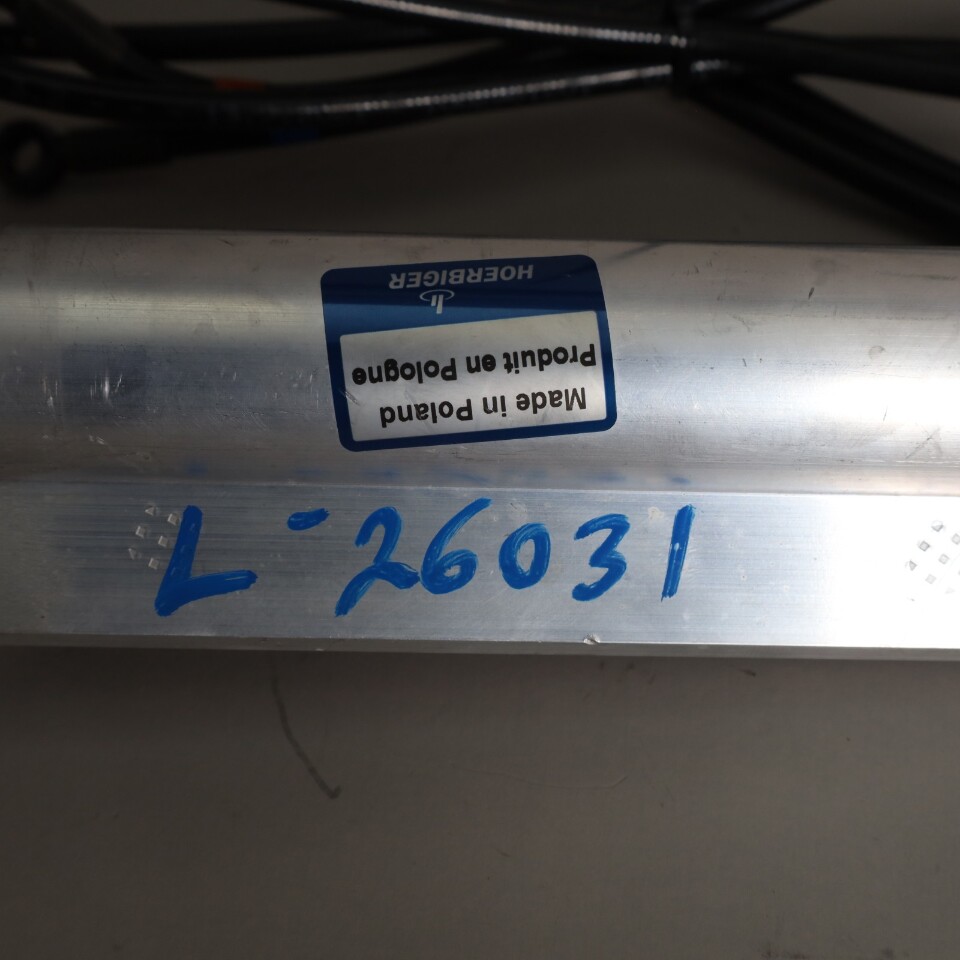 HOERBIGER
Made in Poland
Produit en Pologne
L-26031